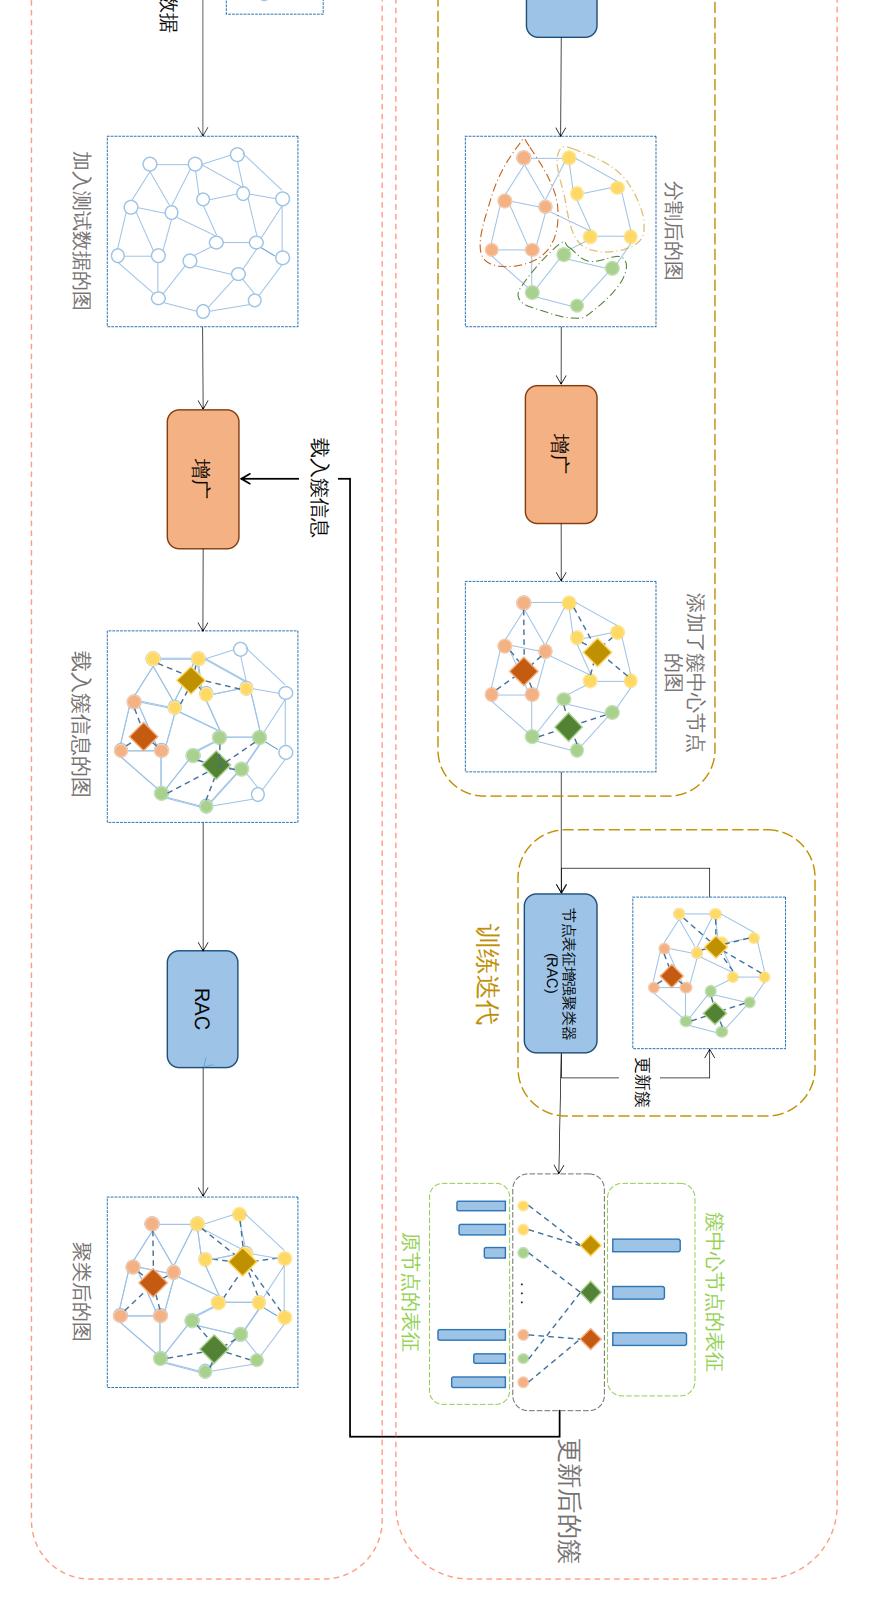 分割后的图
增广
添加了簇中心节点
的图
节点表征增强聚类器
(RAC)
训练迭代
更新簇
簇中心节点的表征
原节点的表征
更新后的簇
数据
加入测试数据的图
载入簇信息
增广
载入簇信息的图
RAC
聚类后的图